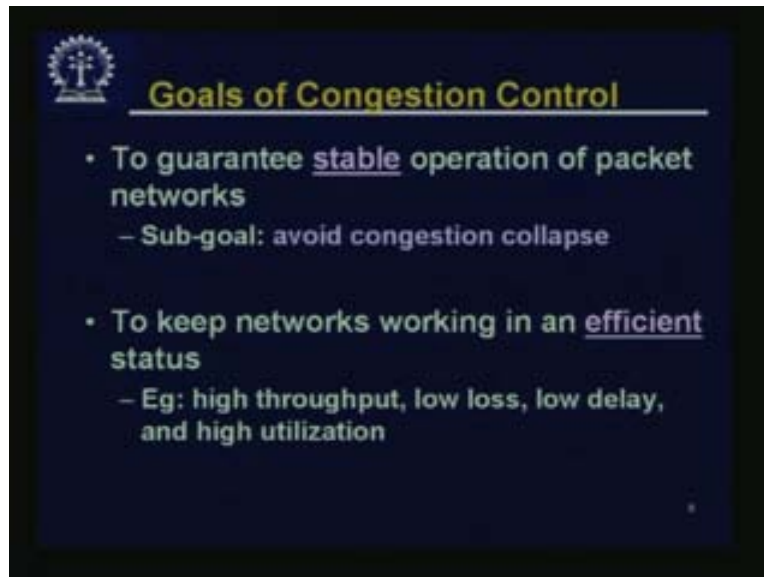 Goals of Congestion Control
• To guarantee stable operation of packet
networks
– Sub-goal: avoid congestion collapse
• To keep networks working in an efficient
status
– Eg: high throughput, low loss, low delay,
and high utilization